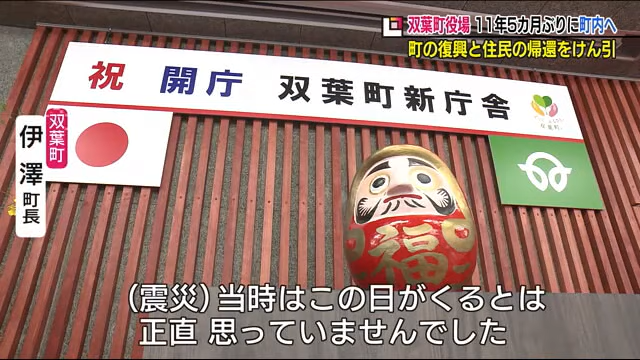 双葉町役場 11年5カ月ぶりに町内へ
町の復興と住民の帰還をけん引
祝 開庁 双葉町新庁舎
双葉町
伊澤町長
福
(震災)当時はこの日がくるとは
正直 思っていませんでした